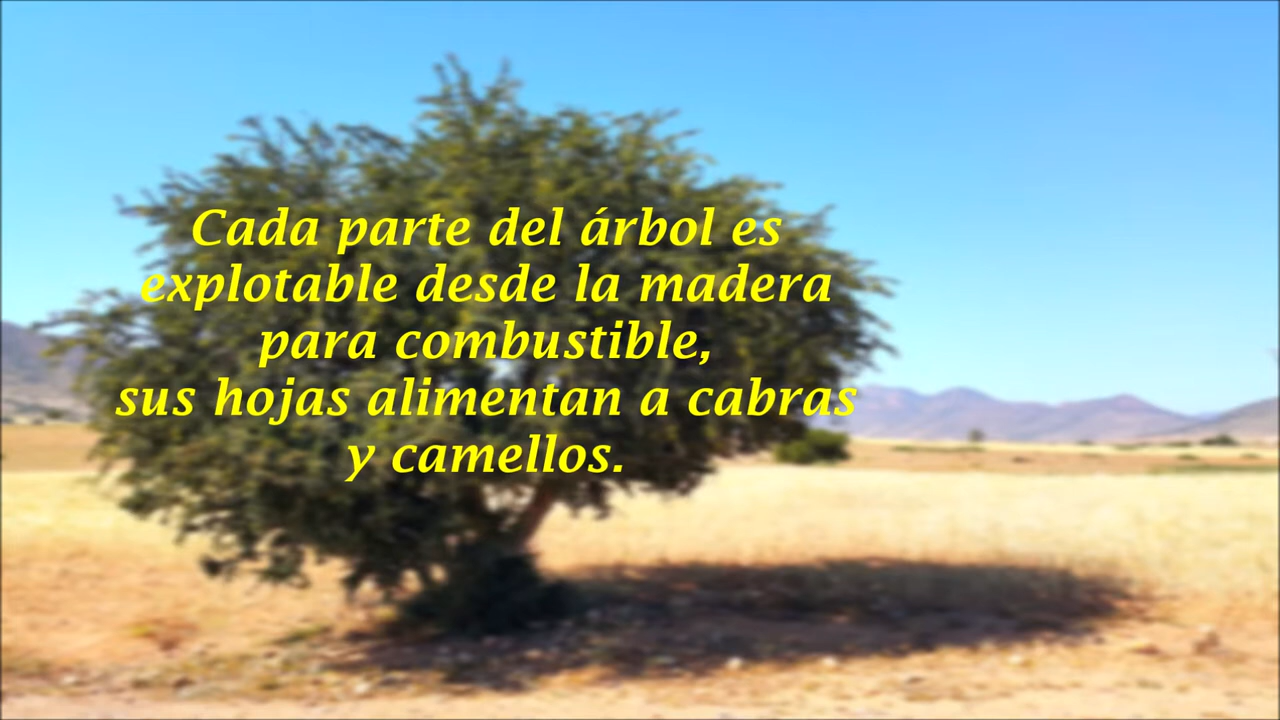 Cada parte del árbol es
explotable desde la madera
para combustible,
sus hojas alimentan a cabras
y camellos.